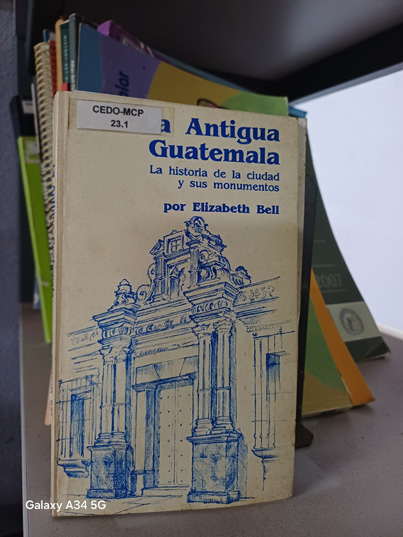 CEDO-MCP
23.1
a Antigua
Guatemala
La historia de la ciudad
y sus monumentos
por Elizabeth Bell
Galaxy A34 5G